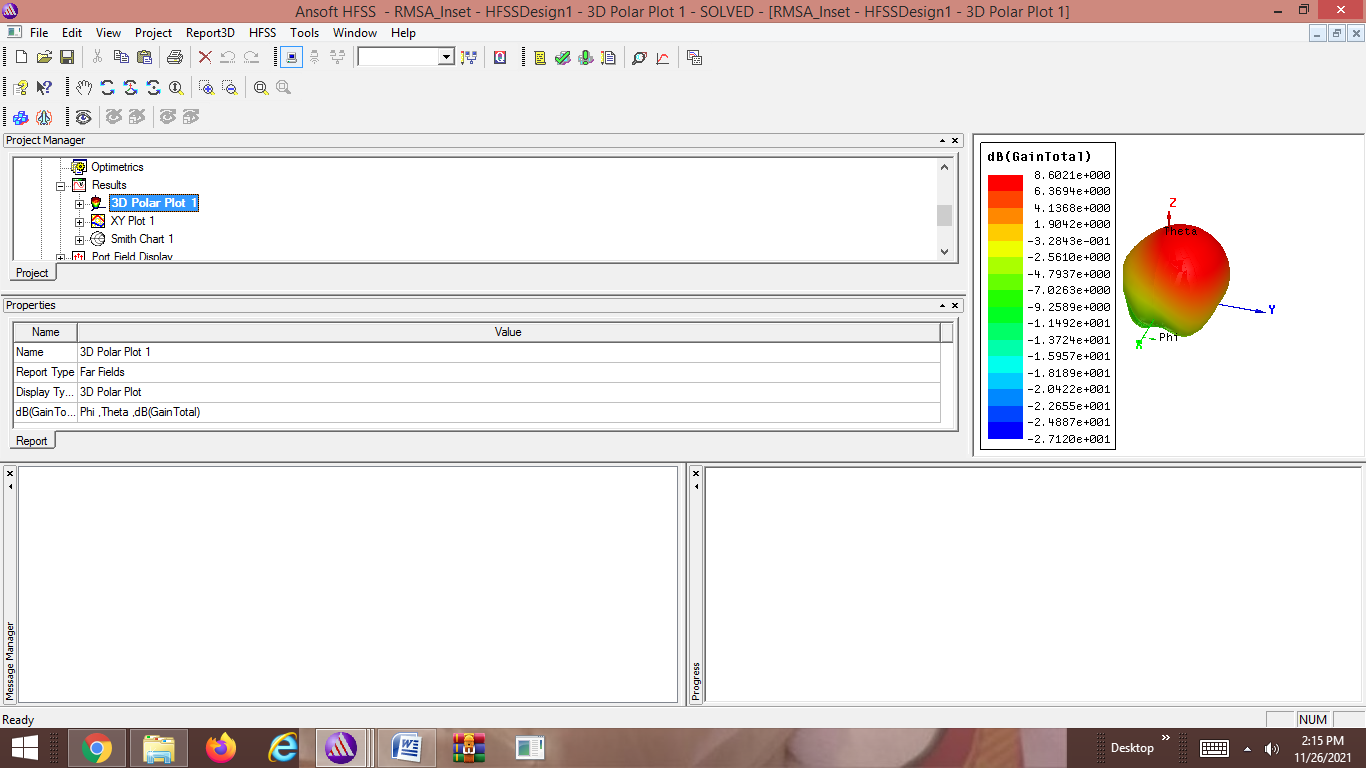 Ansoft HFSS - RMSA_Inset - HFSSDesign1 - 3D Polar Plot 1 - SOLVED - [RMSA_Inset - HFSSDesign1 - 3D Polar Plot 1]
File Edit View Project Report3D HFSS Tools Window Help
Project Manager
Optimetrics
Results
3D Polar Plot 1
XY Plot 1
Smith Chart 1
Port Field Display
Project
Properties
Name Value
Name 3D Polar Plot 1
Report Type Far Fields
Display Ty... 3D Polar Plot
dB(GainTo... Phi ,Theta ,dB(GainTotal)
Report
dB(GainTotal)
8.6021e+000
6.3694e+000
4.1368e+000
1.9042e+000
-3.2843e-001
-2.5610e+000
-4.7937e+000
-7.0263e+000
-9.2589e+000
-1.1492e+001
-1.3724e+001
-1.5957e+001
-1.8189e+001
-2.0422e+001
-2.2655e+001
-2.4887e+001
-2.7120e+001
Z
Theta
Y
Phi
X
Message Manager
Progress
Ready
NUM
Desktop
2:15 PM
11/26/2021